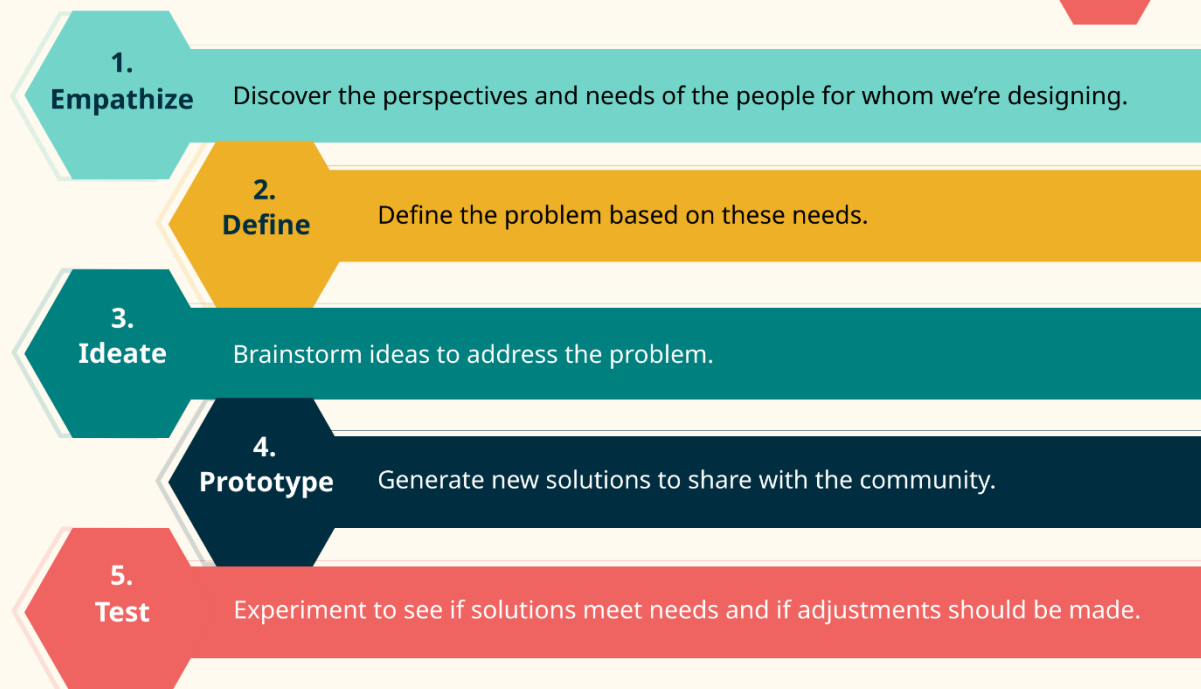 1.
Empathize
Discover the perspectives and needs of the people for whom we’re designing.
2.
Define
Define the problem based on these needs.
3.
Ideate
Brainstorm ideas to address the problem.
4.
Prototype
Generate new solutions to share with the community.
5.
Test
Experiment to see if solutions meet needs and if adjustments should be made.